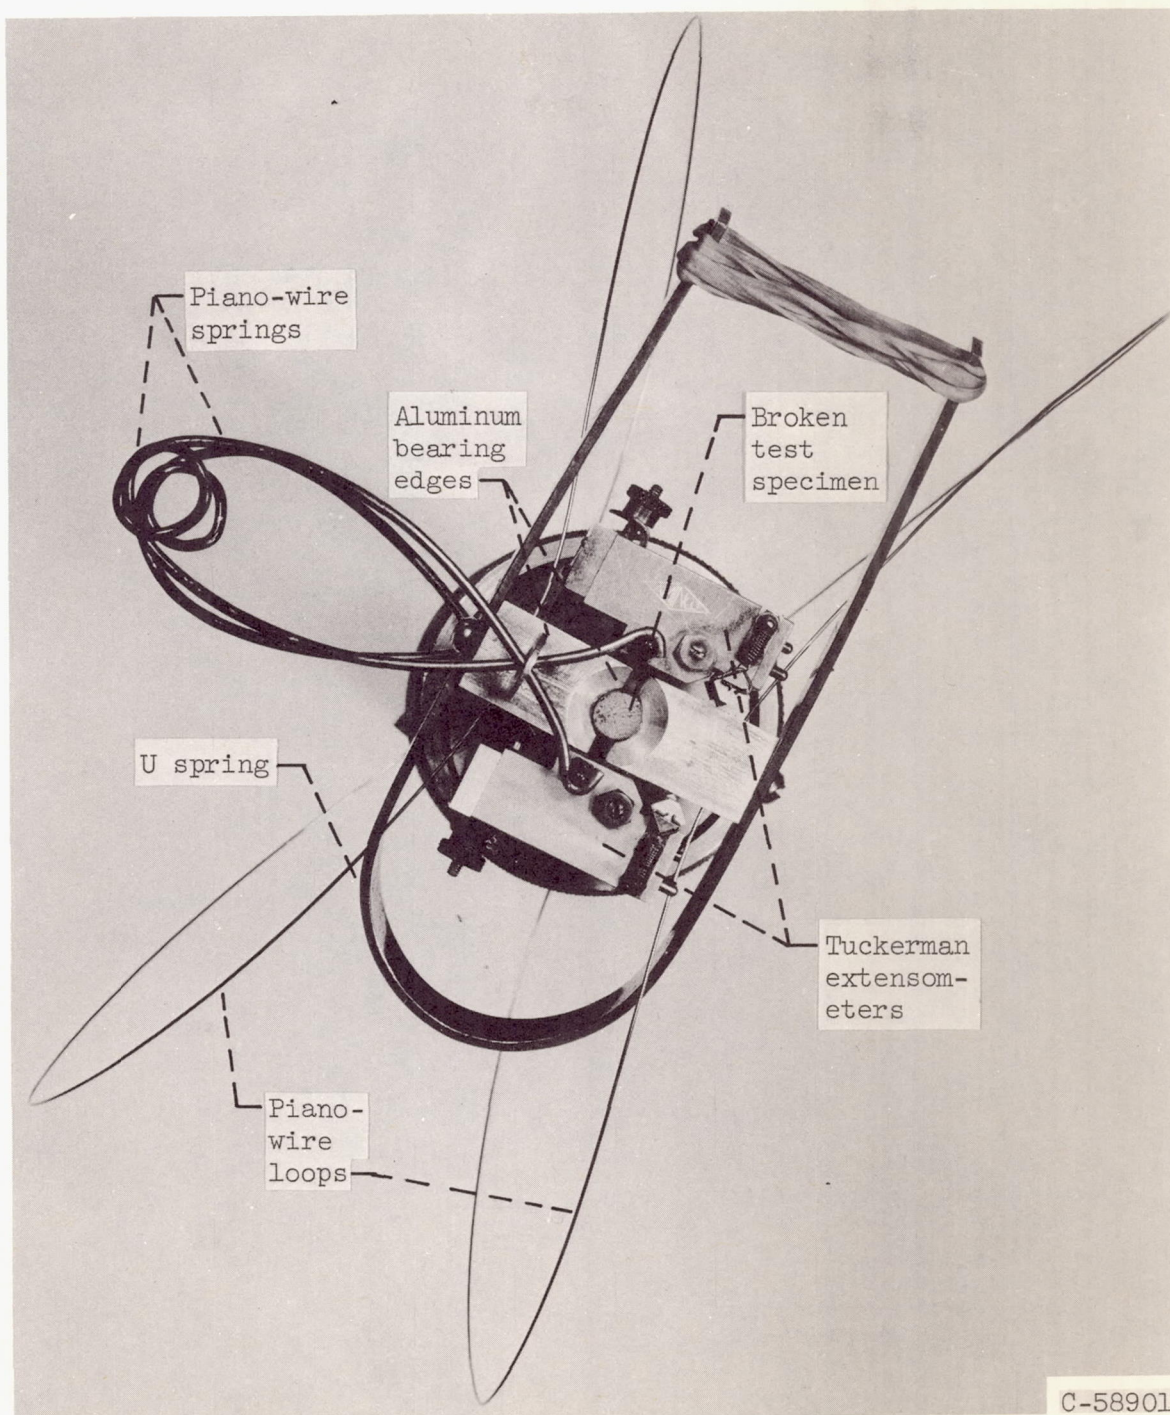 Piano-wire
springs
Aluminum
bearing
edges
Broken
test
specimen
U spring
Tuckerman
extensom-
eters
Piano-
wire
loops
C-58901